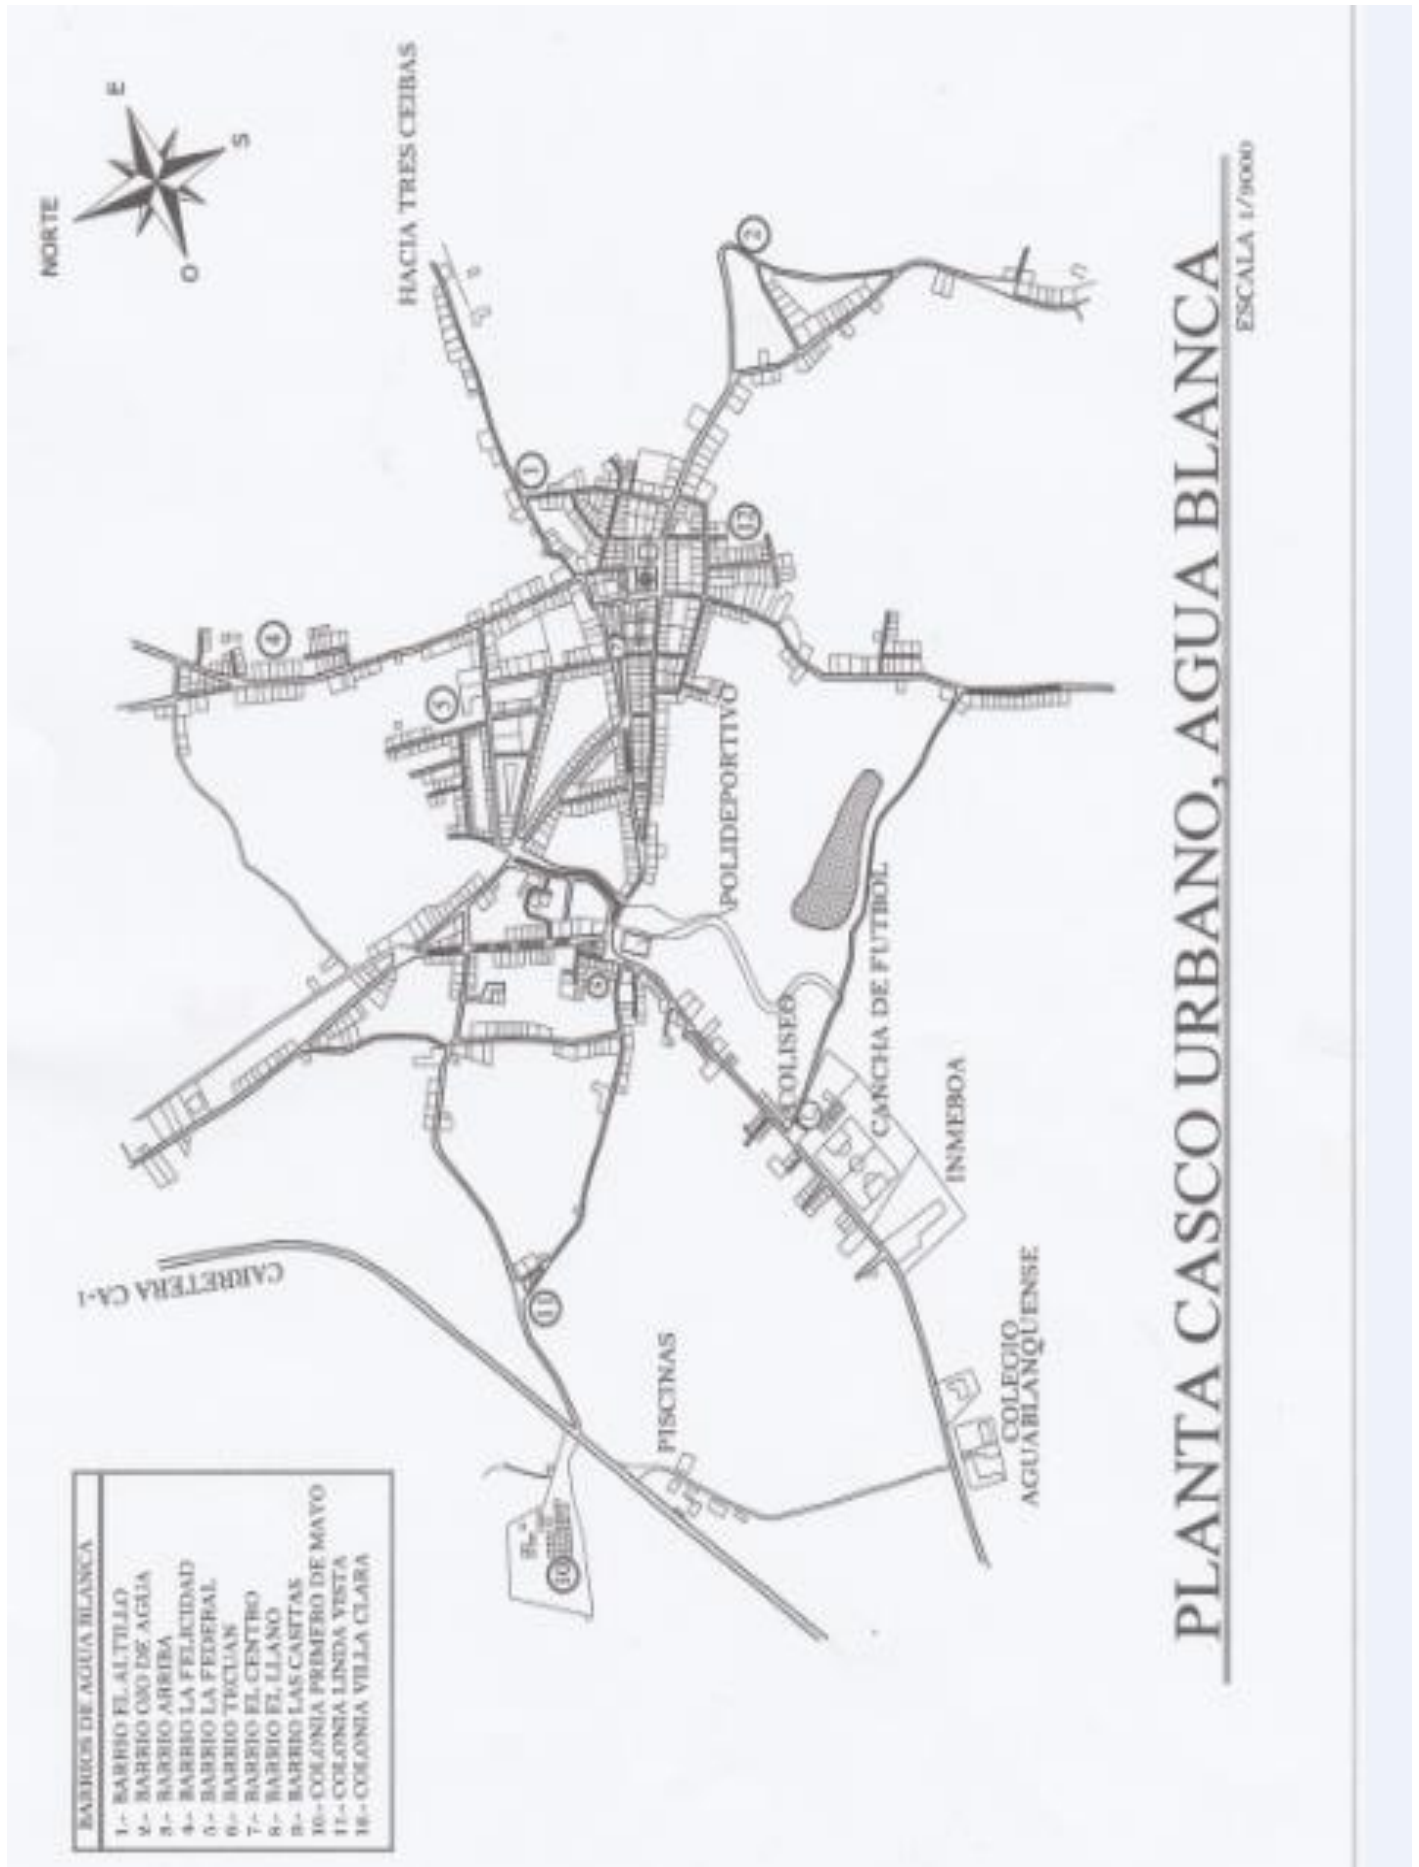 BARRIOS DE AGUA BLANCA
1.- BARRIO EL ALTILLO
2.- BARRIO OJO DE AGUA
3.- BARRIO ARRIBA
4.- BARRIO LA FELICIDAD
5.- BARRIO LA FEDERAL
6.- BARRIO TECUAN
7.- BARRIO EL CENTRO
8.- BARRIO EL LLANO
9.- BARRIO LAS CASITAS
10.- COLONIA PRIMERO DE MAYO
11.- COLONIA LINDA VISTA
12.- COLONIA VILLA CLARA
NORTE
E
S
O
CARRETERA CA-1
HACIA TRES CEIBAS
4
5
1
2
12
11
10
PISCINAS
POLIDEPORTIVO
COLISEO
CANCHA DE FUTBOL
INMEBOA
COLEGIO
AGUABLANQUENSE
PLANTA CASCO URBANO, AGUA BLANCA
ESCALA 1/9000